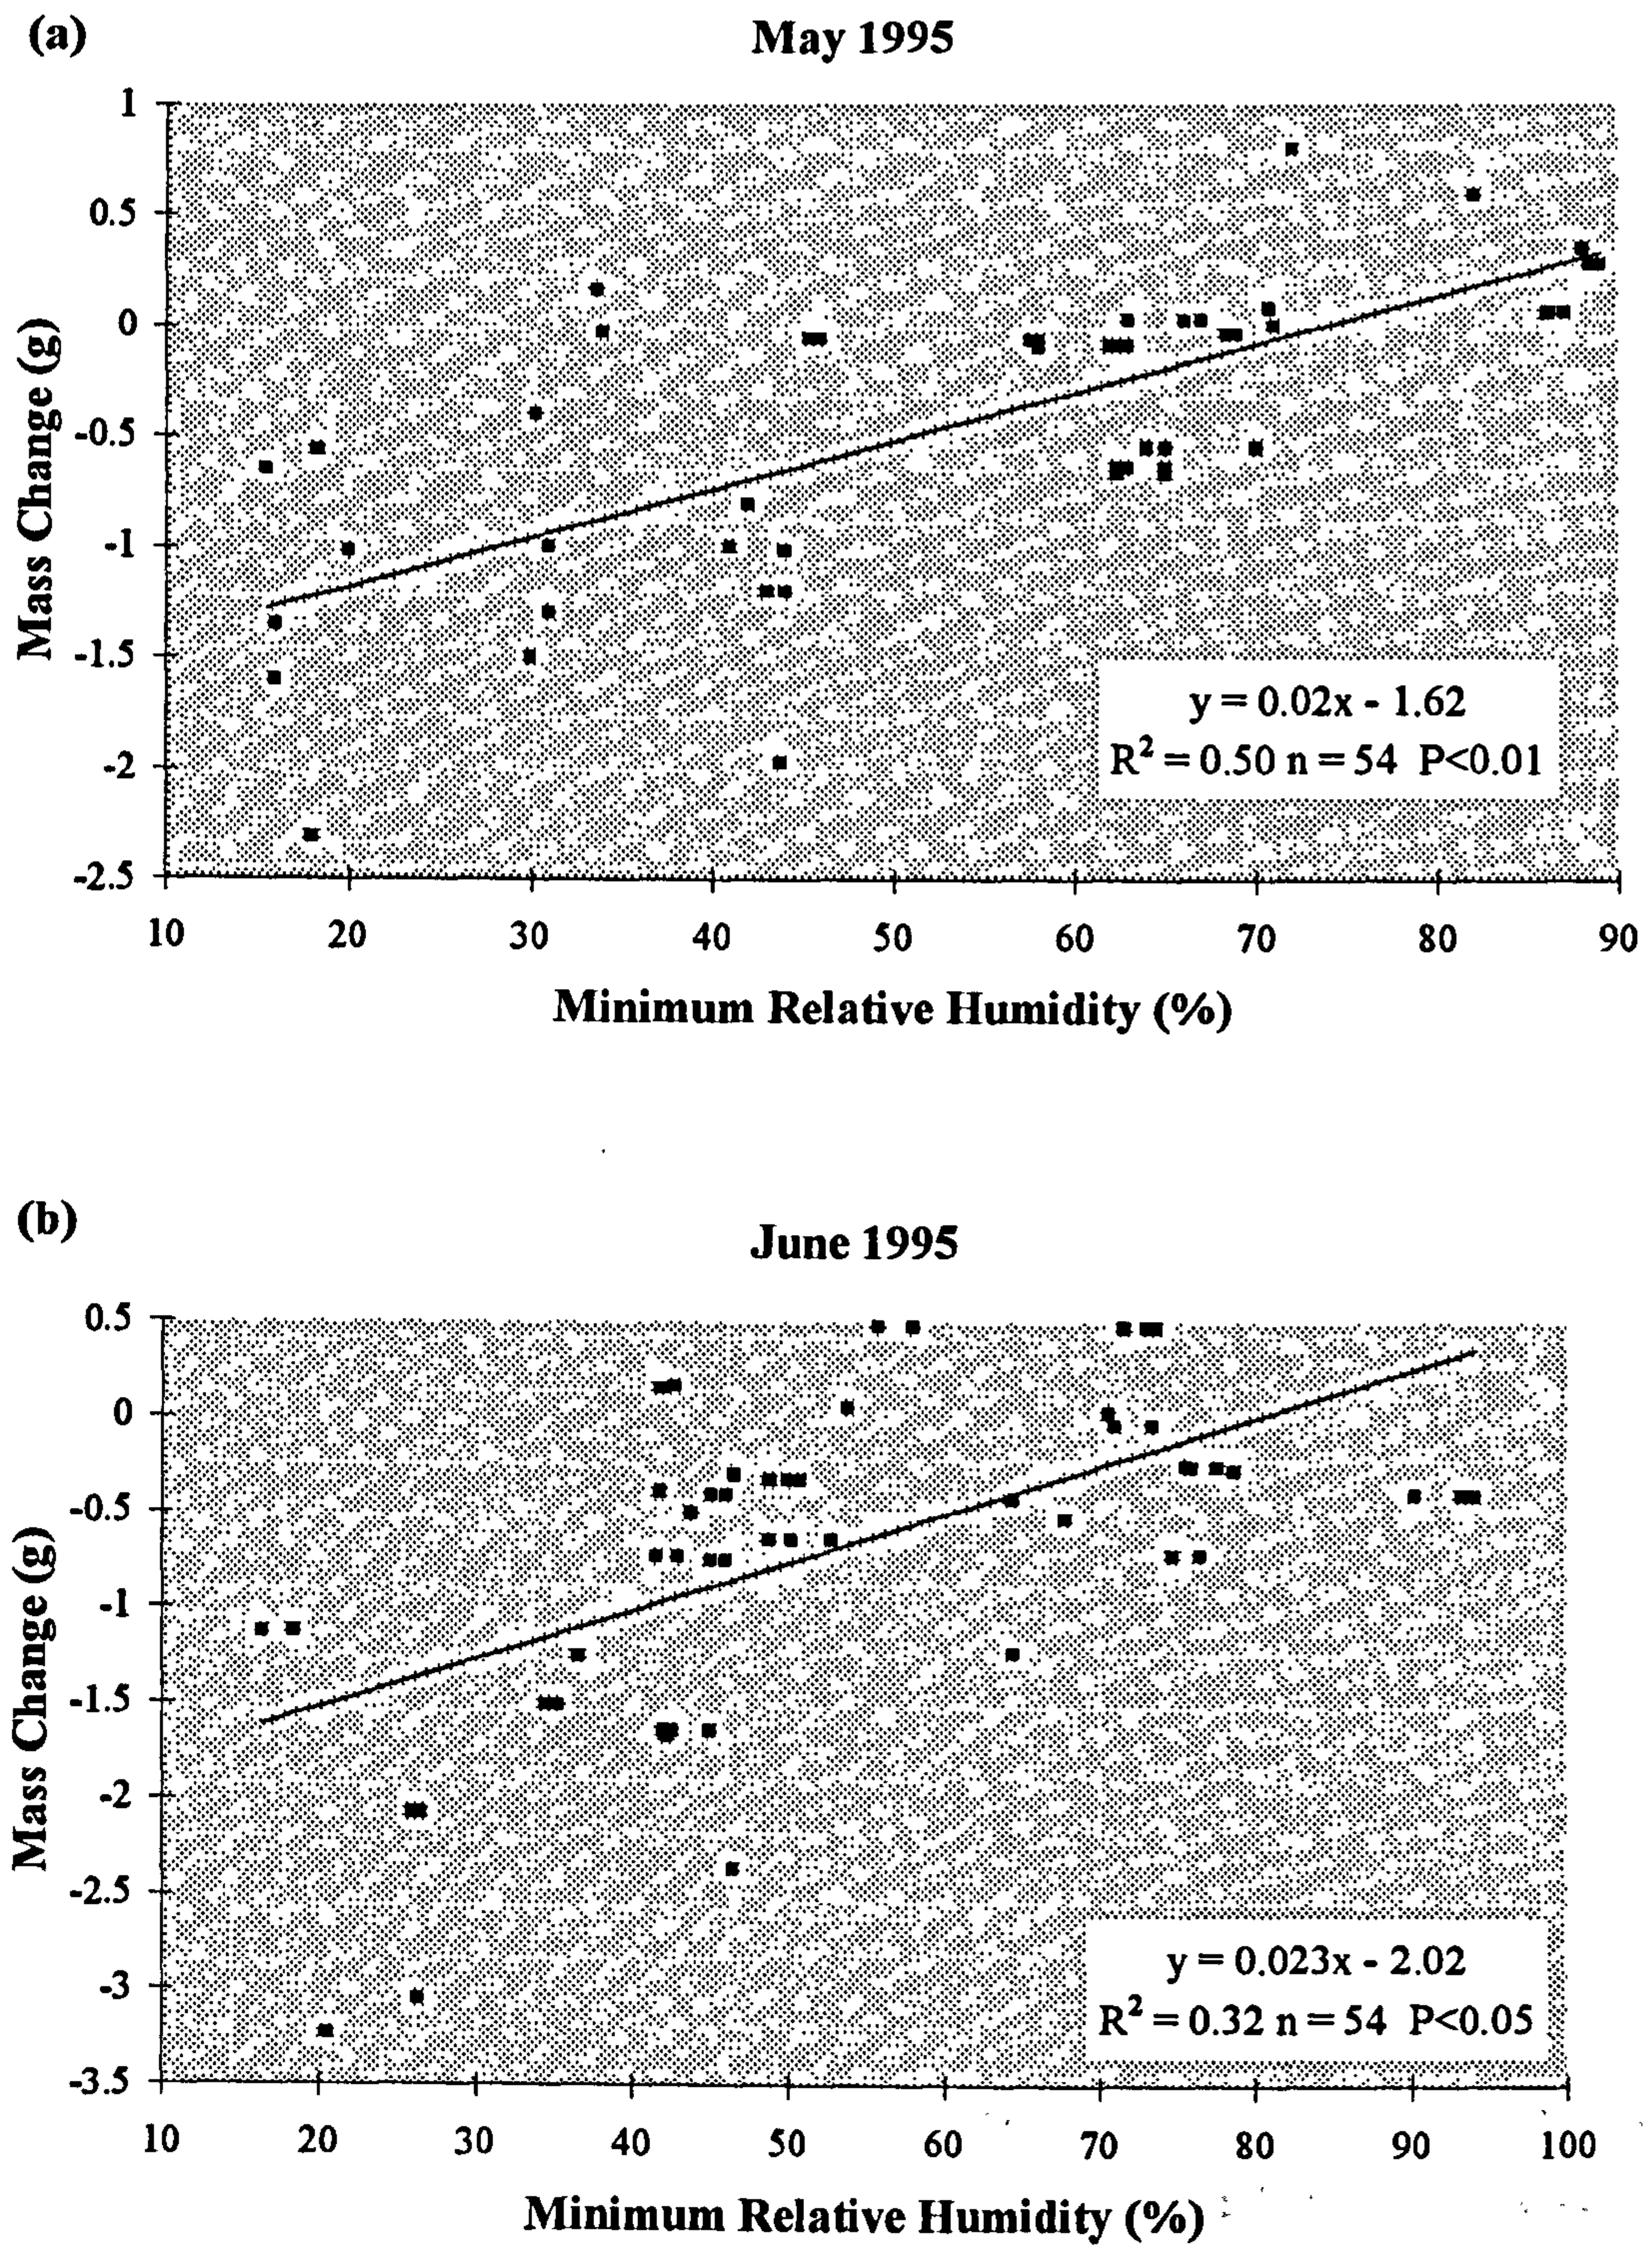 (a)
May 1995
1
0.5
0
-0.5
-1
-1.5
-2
-2.5
Mass Change (g)
y = 0.02x - 1.62
R² = 0.50 n = 54 P<0.01
10 20 30 40 50 60 70 80 90
Minimum Relative Humidity (%)
(b)
June 1995
0.5
0
-0.5
-1
-1.5
-2
-2.5
-3
-3.5
Mass Change (g)
y = 0.023x - 2.02
R² = 0.32 n = 54 P<0.05
10 20 30 40 50 60 70 80 90 100
Minimum Relative Humidity (%)